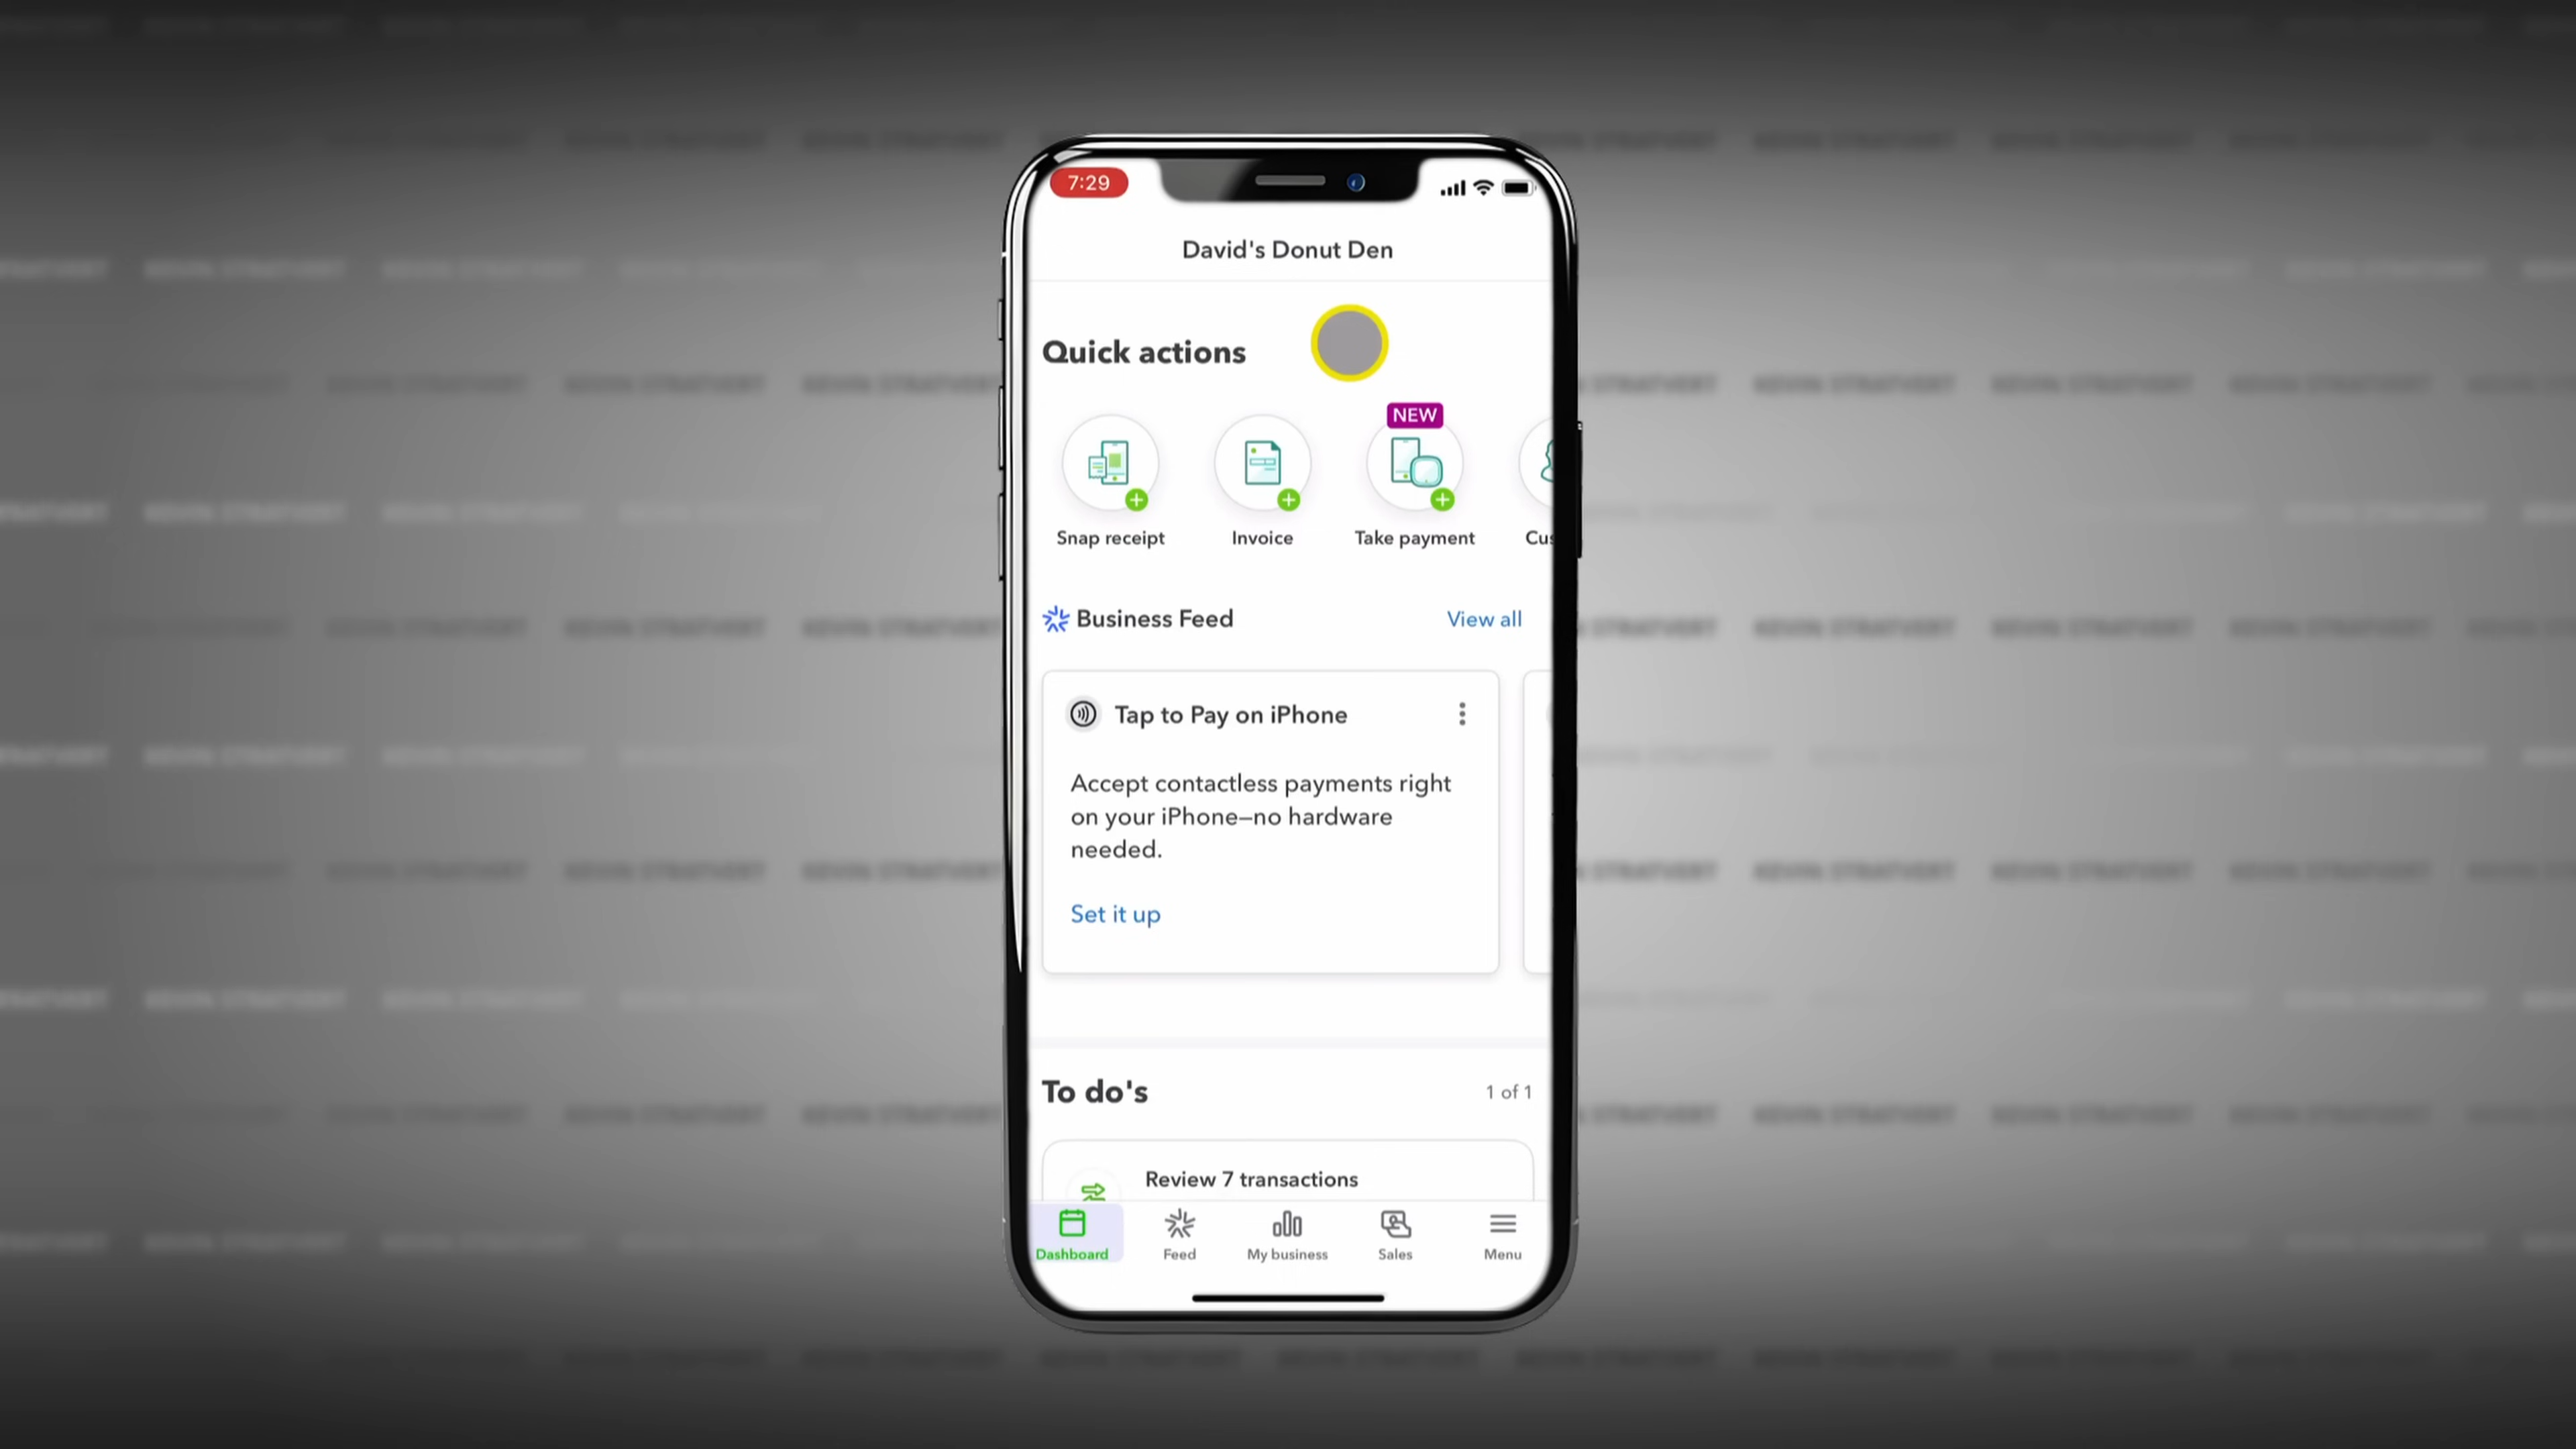 7:29
David's Donut Den
Quick actions
NEW
Snap receipt
Invoice
Take payment
Cus
Business Feed
View all
Tap to Pay on iPhone
Accept contactless payments right
on your iPhone—no hardware
needed.
Set it up
To do's
1 of 1
Review 7 transactions
Dashboard
Feed
My business
Sales
Menu
KEVIN STRATVERT